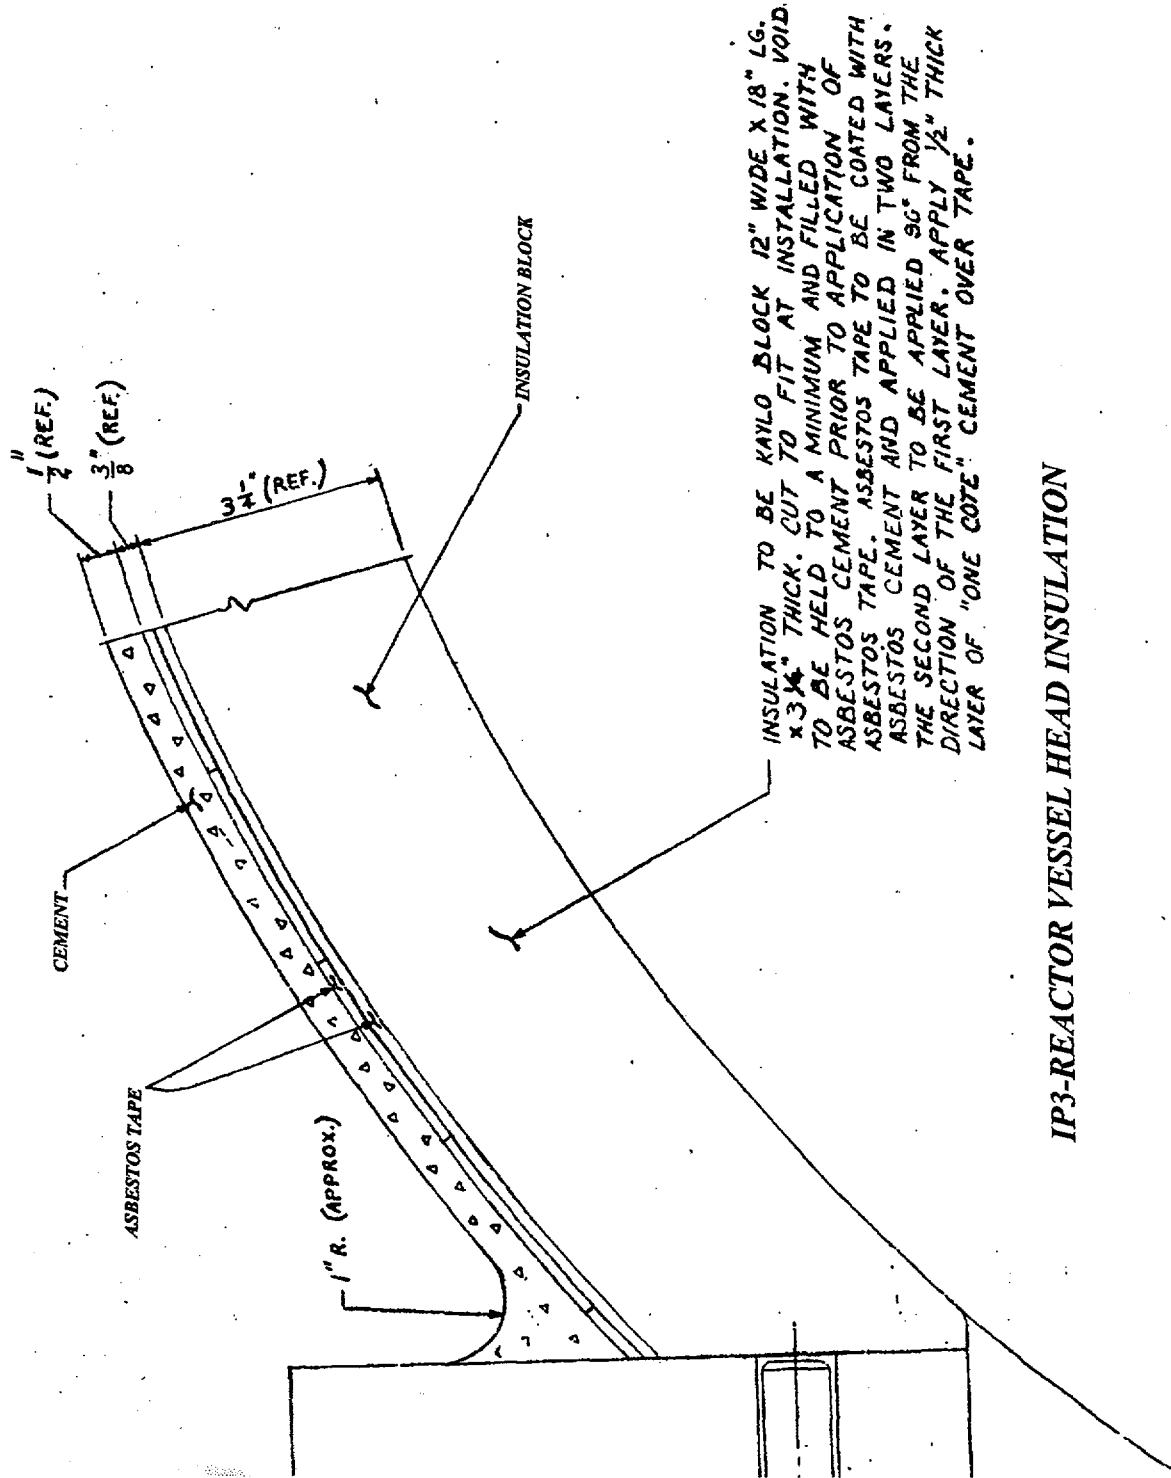 1/2" (REF.)
3/8" (REF.)
3 1/4" (REF.)
CEMENT
ASBESTOS TAPE
1" R. (APPROX.)
INSULATION BLOCK
INSULATION TO BE KAYLO BLOCK 12" WIDE X 18" LG.
X 3 1/4" THICK. CUT TO FIT AT INSTALLATION. VOID
TO BE HELD TO A MINIMUM AND FILLED WITH
ASBESTOS CEMENT PRIOR TO APPLICATION OF
ASBESTOS TAPE. ASBESTOS TAPE TO BE COATED WITH
ASBESTOS CEMENT AND APPLIED IN TWO LAYERS.
THE SECOND LAYER TO BE APPLIED 90° FROM THE
DIRECTION OF THE FIRST LAYER. APPLY 1/2" THICK
LAYER OF "ONE COTE" CEMENT OVER TAPE.
IP3-REACTOR VESSEL HEAD INSULATION